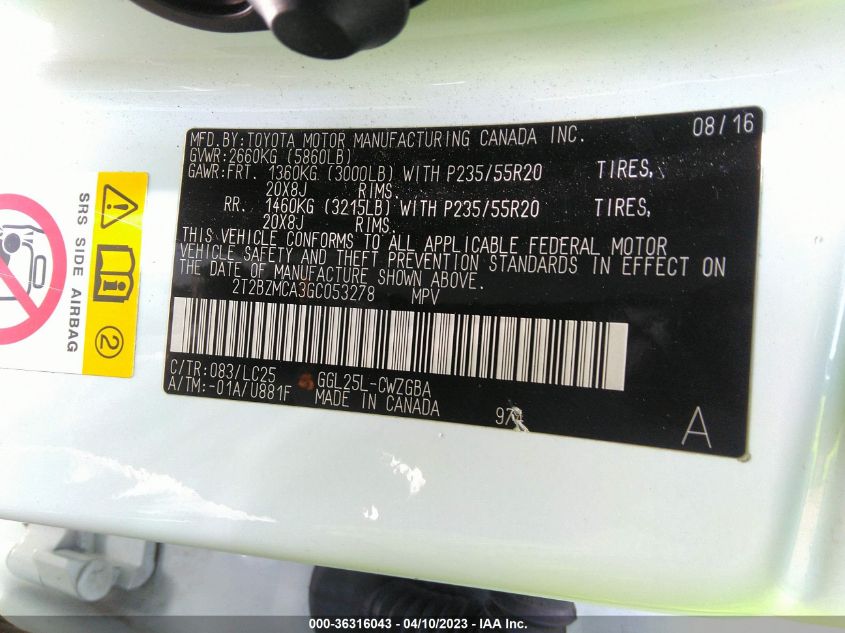 08/16
MFD.BY:TOYOTA MOTOR MANUFACTURING CANADA INC.
GVWR:2660KG (5860LB)
GAWR:FRT. 1360KG (3000LB) WITH P235/55R20 TIRES,
20X8J RIMS.
RR. 1460KG (3215LB) WITH P235/55R20 TIRES,
20X8J RIMS.
THIS VEHICLE CONFORMS TO ALL APPLICABLE FEDERAL MOTOR
VEHICLE SAFETY AND THEFT PREVENTION STANDARDS IN EFFECT ON
THE DATE OF MANUFACTURE SHOWN ABOVE.
2T2BZMCA3GC053278 MPV
C/TR:083/LC25 GGL25L-CWZGBA
A/TM:-01A/U881F MADE IN CANADA
A
SRS SIDE AIRBAG
2
000-36316043 — 04/10/2023 — IAA Inc.